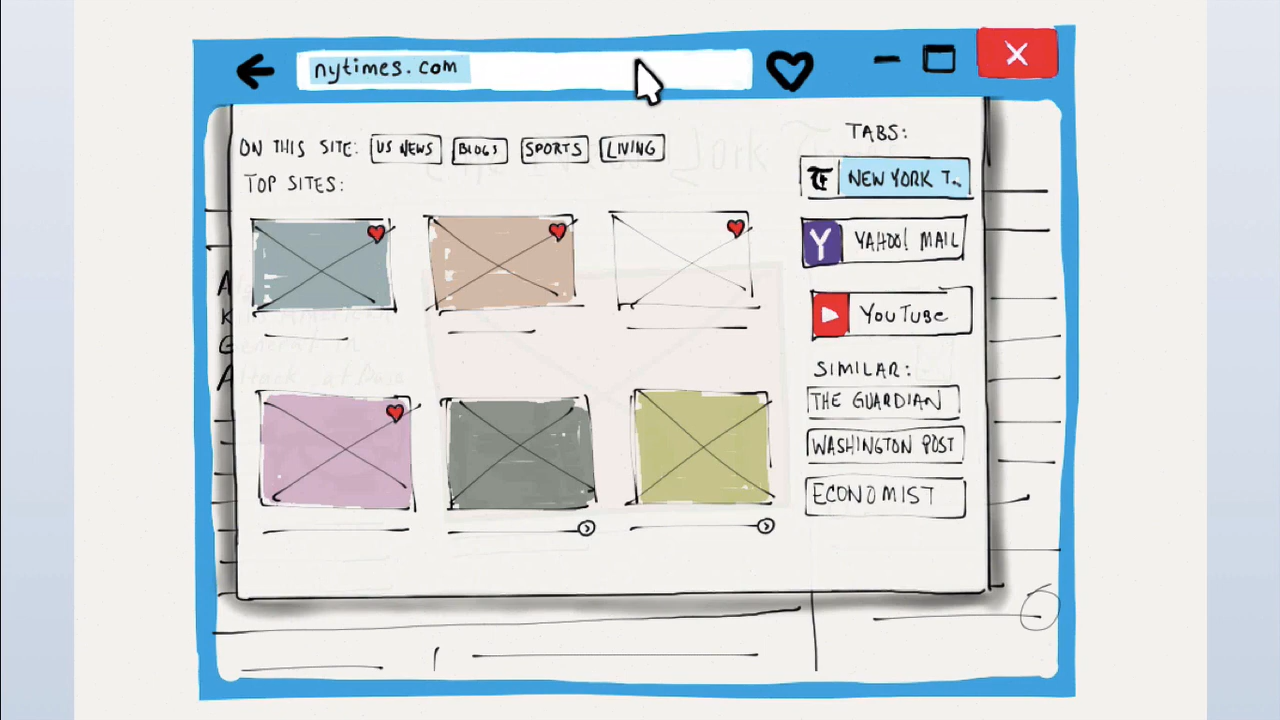 nytimes.com
ON THIS SITE: US NEWS BLOGS SPORTS LIVING
TOP SITES:
TABS:
NEW YORK T..
Y YAHOO! MAIL
YOUTUBE
SIMILAR:
THE GUARDIAN
WASHINGTON POST
ECONOMIST